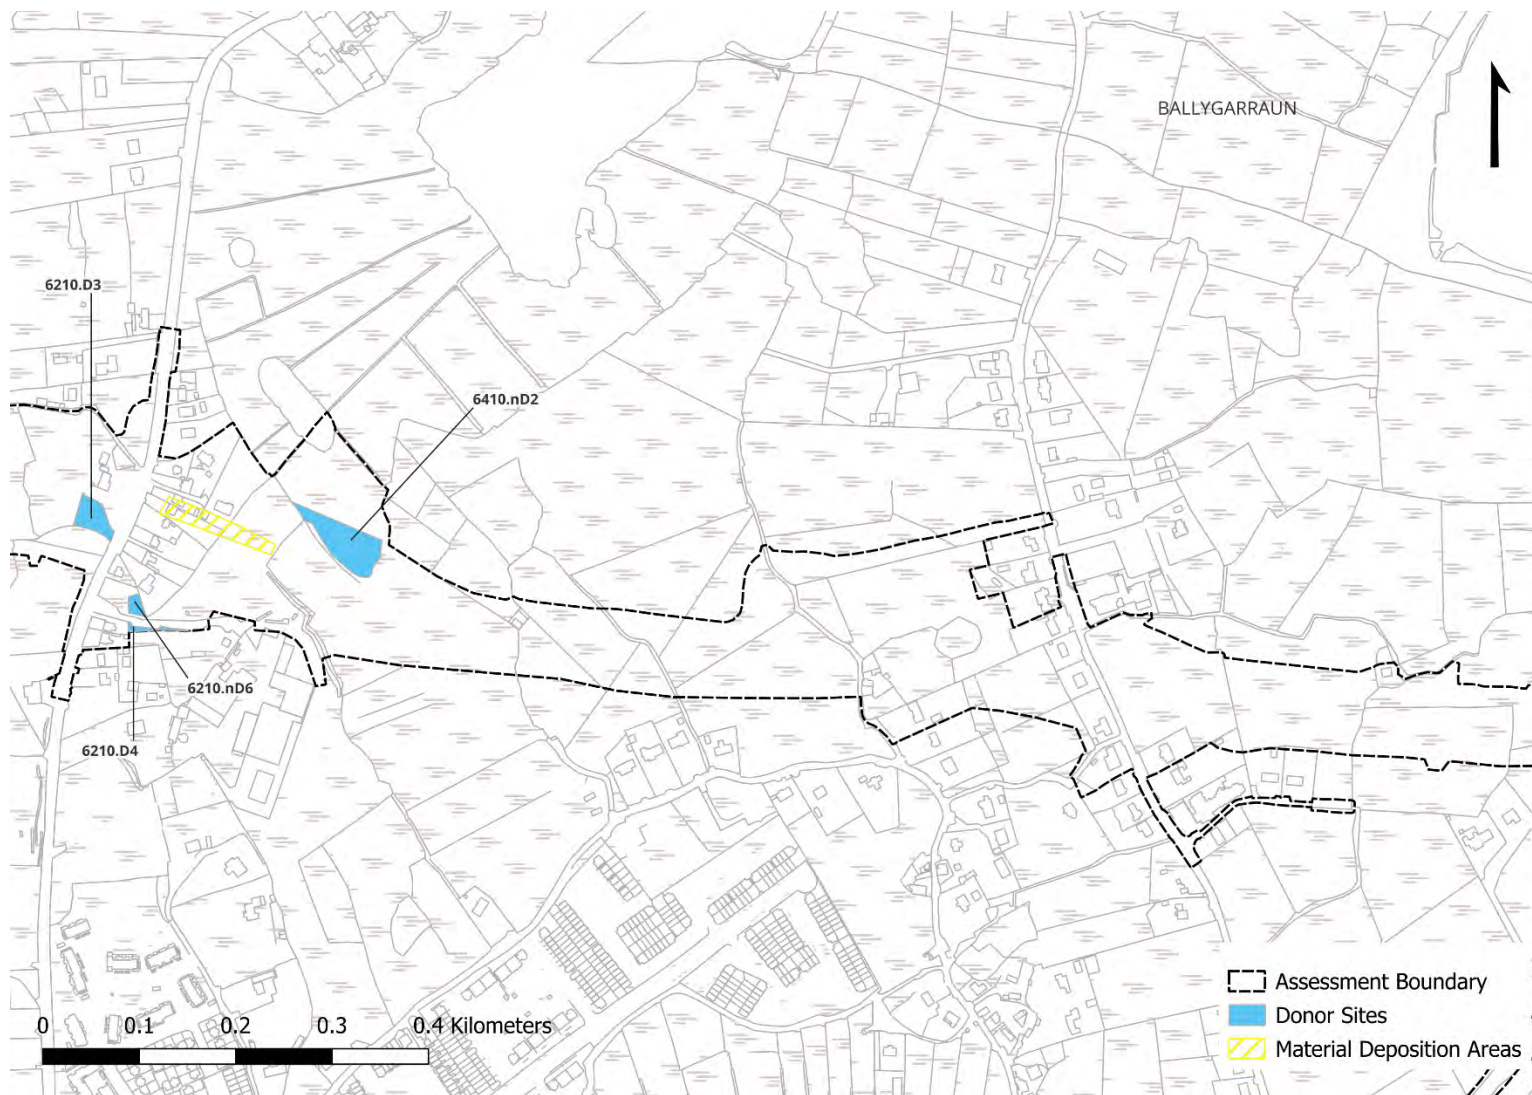 BALLYGARRAUN
6210.D3
6410.nD2
6210.nD6
6210.D4
Assessment Boundary
Donor Sites
Material Deposition Areas
0 0.1 0.2 0.3 0.4 Kilometers